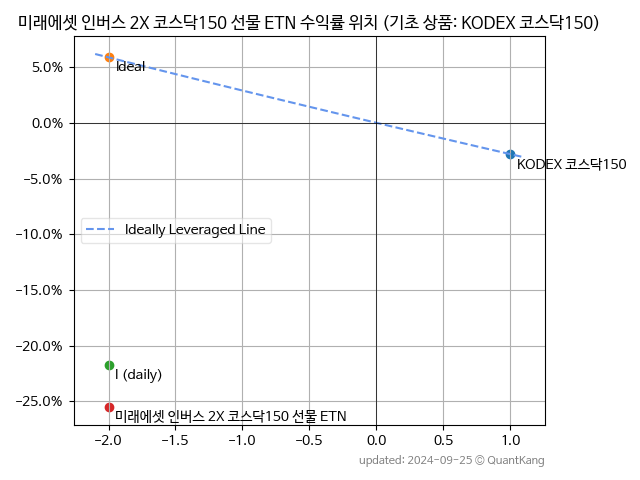 미래에셋 인버스 2X 코스닥150 선물 ETN 수익률 위치 (기초 상품: KODEX 코스닥150)
5.0%
Ideal
0.0%
KODEX 코스닥150
−5.0%
−10.0%
Ideally Leveraged Line
−15.0%
−20.0%
I (daily)
−25.0%
미래에셋 인버스 2X 코스닥150 선물 ETN
−2.0 −1.5 −1.0 −0.5 0.0 0.5 1.0
updated: 2024-09-25 © QuantKang